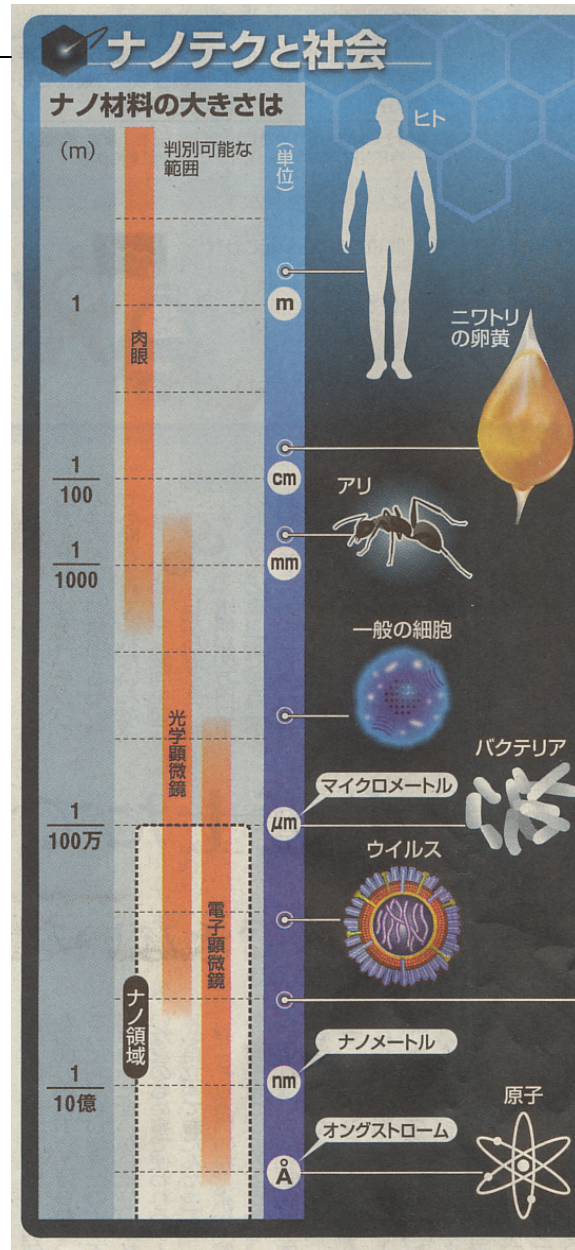 ナノテクと社会
ナノ材料の大きさは
(m)
判別可能な
範囲
(単位)
ヒト
1
m
肉眼
ニワトリ
の卵黄
1
100
cm
アリ
1
1000
mm
一般の細胞
光学顕微鏡
バクテリア
マイクロメートル
1
100万
μm
ウイルス
電子顕微鏡
ナノ領域
ナノメートル
1
10億
nm
原子
オングストローム
Å